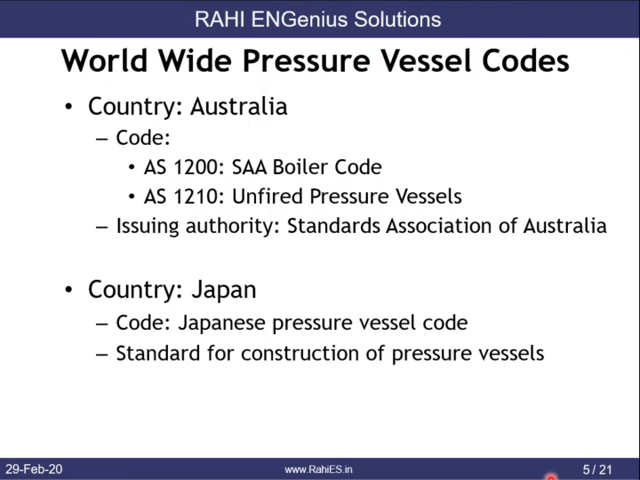 RAHI ENGenius Solutions
World Wide Pressure Vessel Codes
• Country: Australia
– Code:
• AS 1200: SAA Boiler Code
• AS 1210: Unfired Pressure Vessels
– Issuing authority: Standards Association of Australia
• Country: Japan
– Code: Japanese pressure vessel code
– Standard for construction of pressure vessels
29-Feb-20 www.RahiES.in 5 / 21